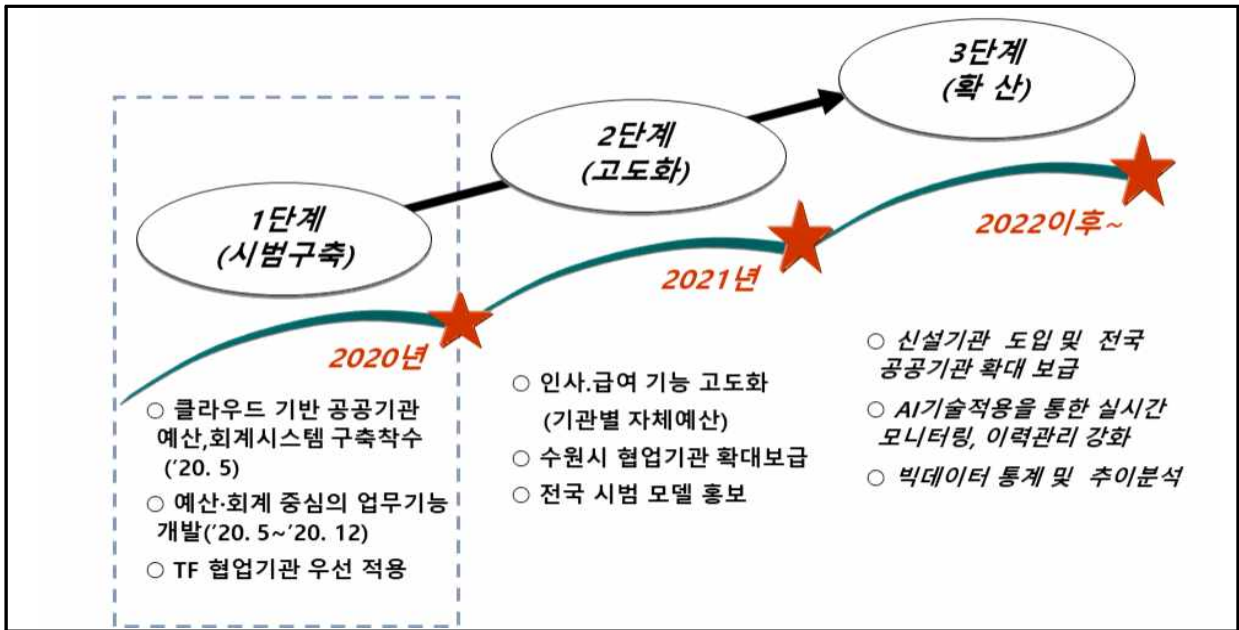 1단계
(시범구축)
2020년
○ 클라우드 기반 공공기관
예산,회계시스템 구축착수
('20. 5)
○ 예산·회계 중심의 업무기능
개발('20. 5~'20. 12)
○ TF 협업기관 우선 적용
2단계
(고도화)
2021년
○ 인사.급여 기능 고도화
(기관별 자체예산)
○ 수원시 협업기관 확대보급
○ 전국 시범 모델 홍보
3단계
(확 산)
2022이후~
○ 신설기관 도입 및 전국
공공기관 확대 보급
○ AI기술적용을 통한 실시간
모니터링, 이력관리 강화
○ 빅데이터 통계 및 추이분석